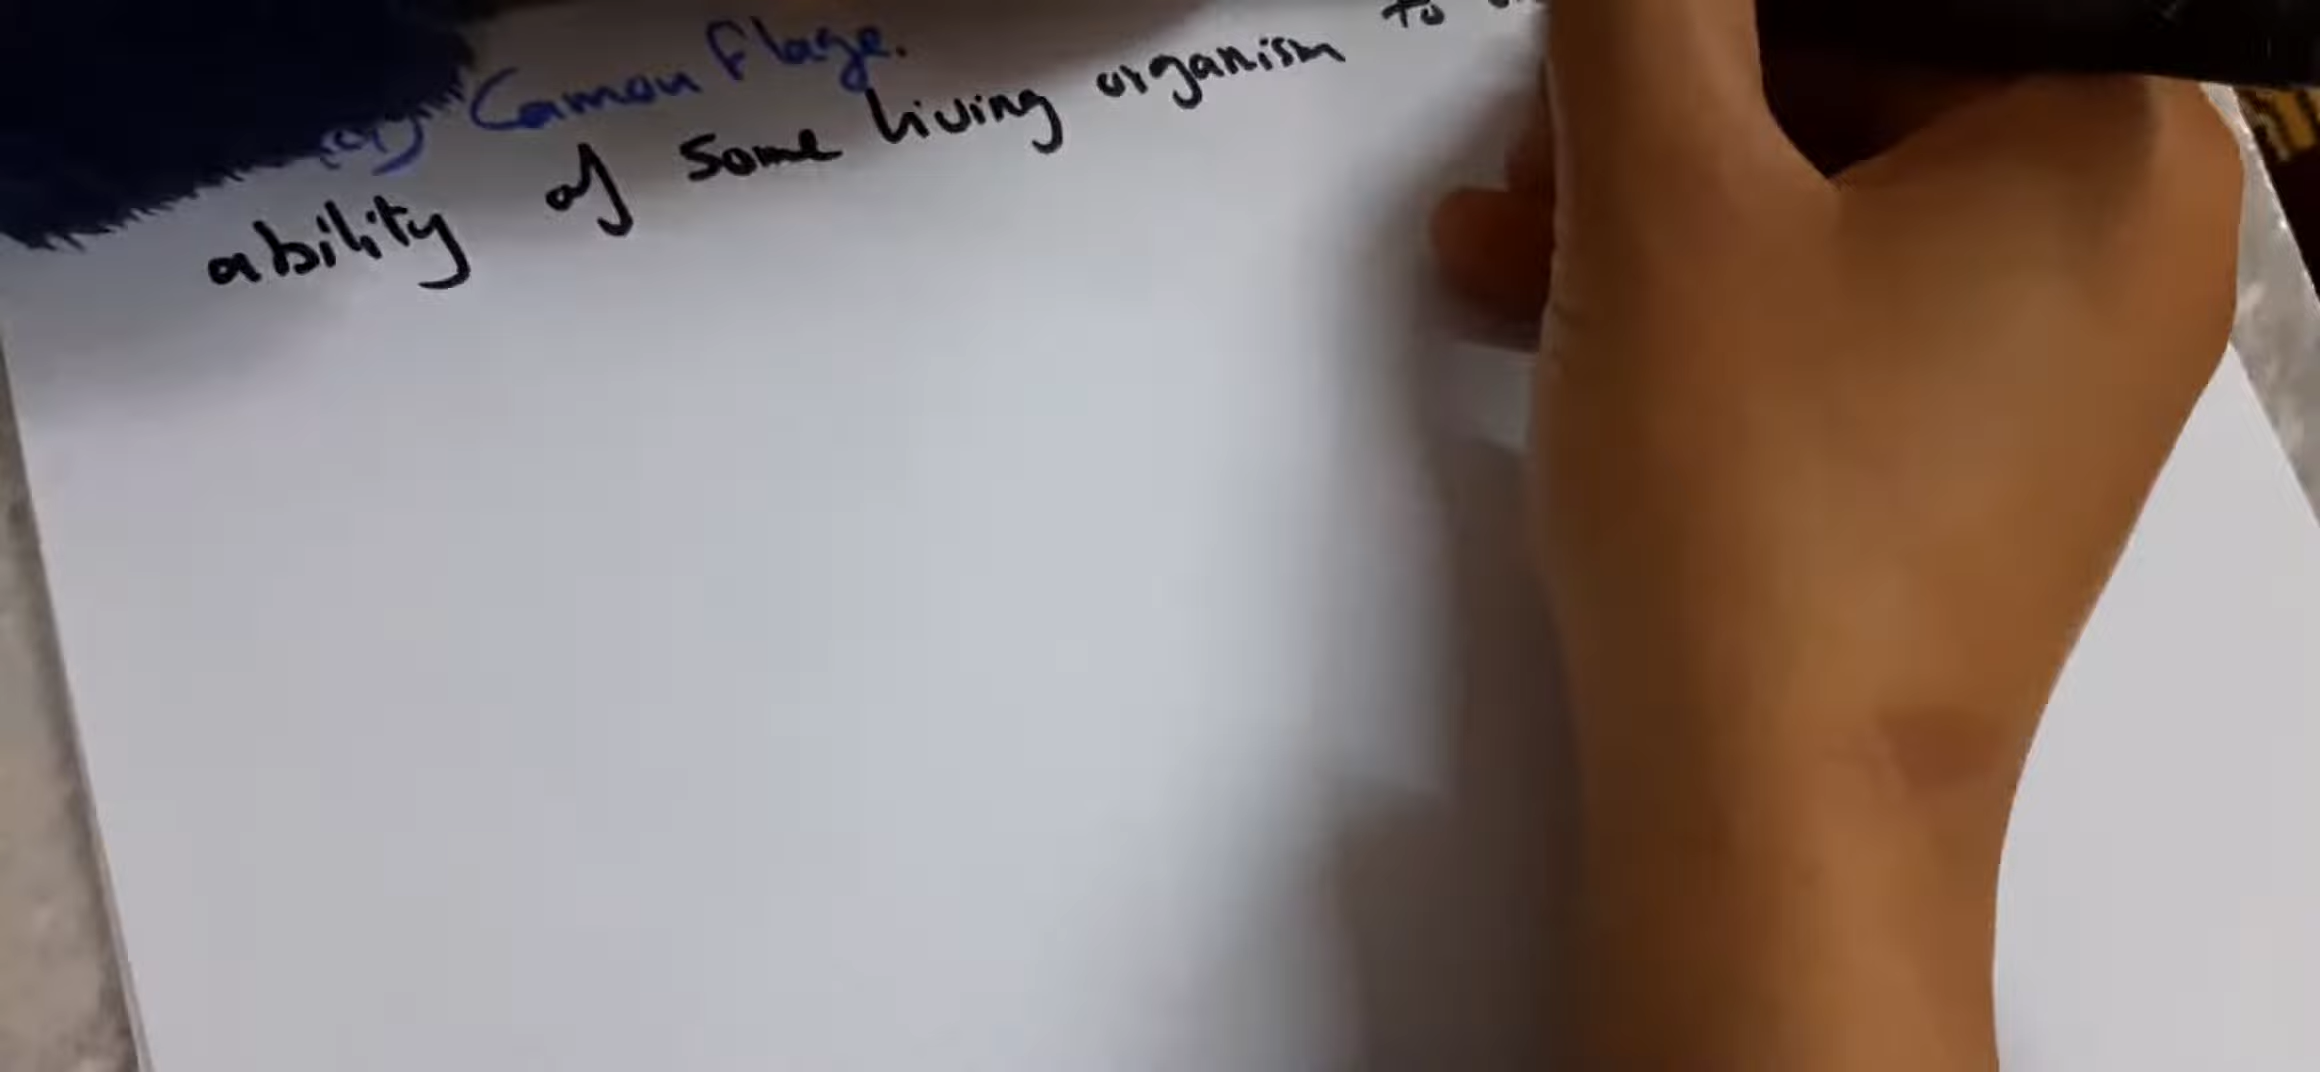 Camouflage.
ability of some living organism to